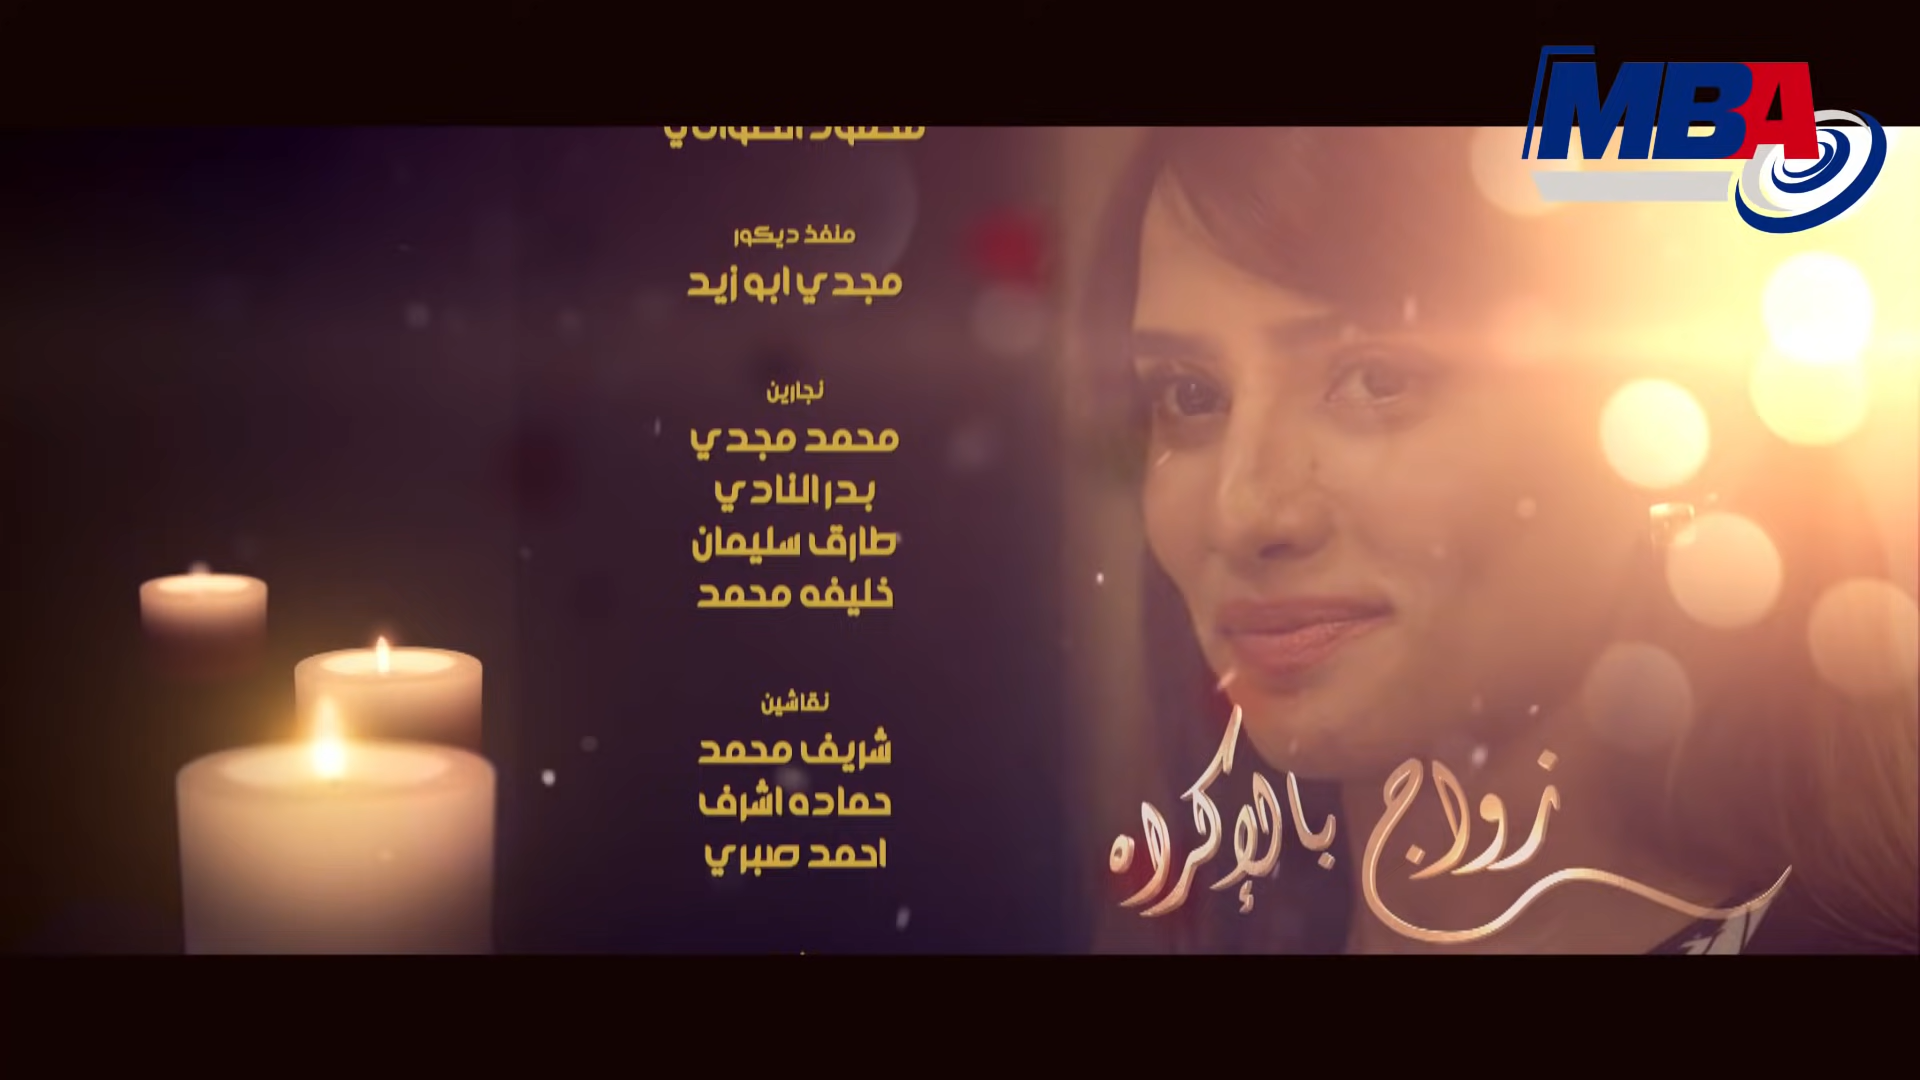 MBA
منفذ ديكور
مجدي ابو زيد
نجارين
محمد مجدي
بدر النادي
طارق سليمان
خليفه محمد
نقاشين
شريف محمد
حماده اشرف
احمد صبري
زواج بالإكراه